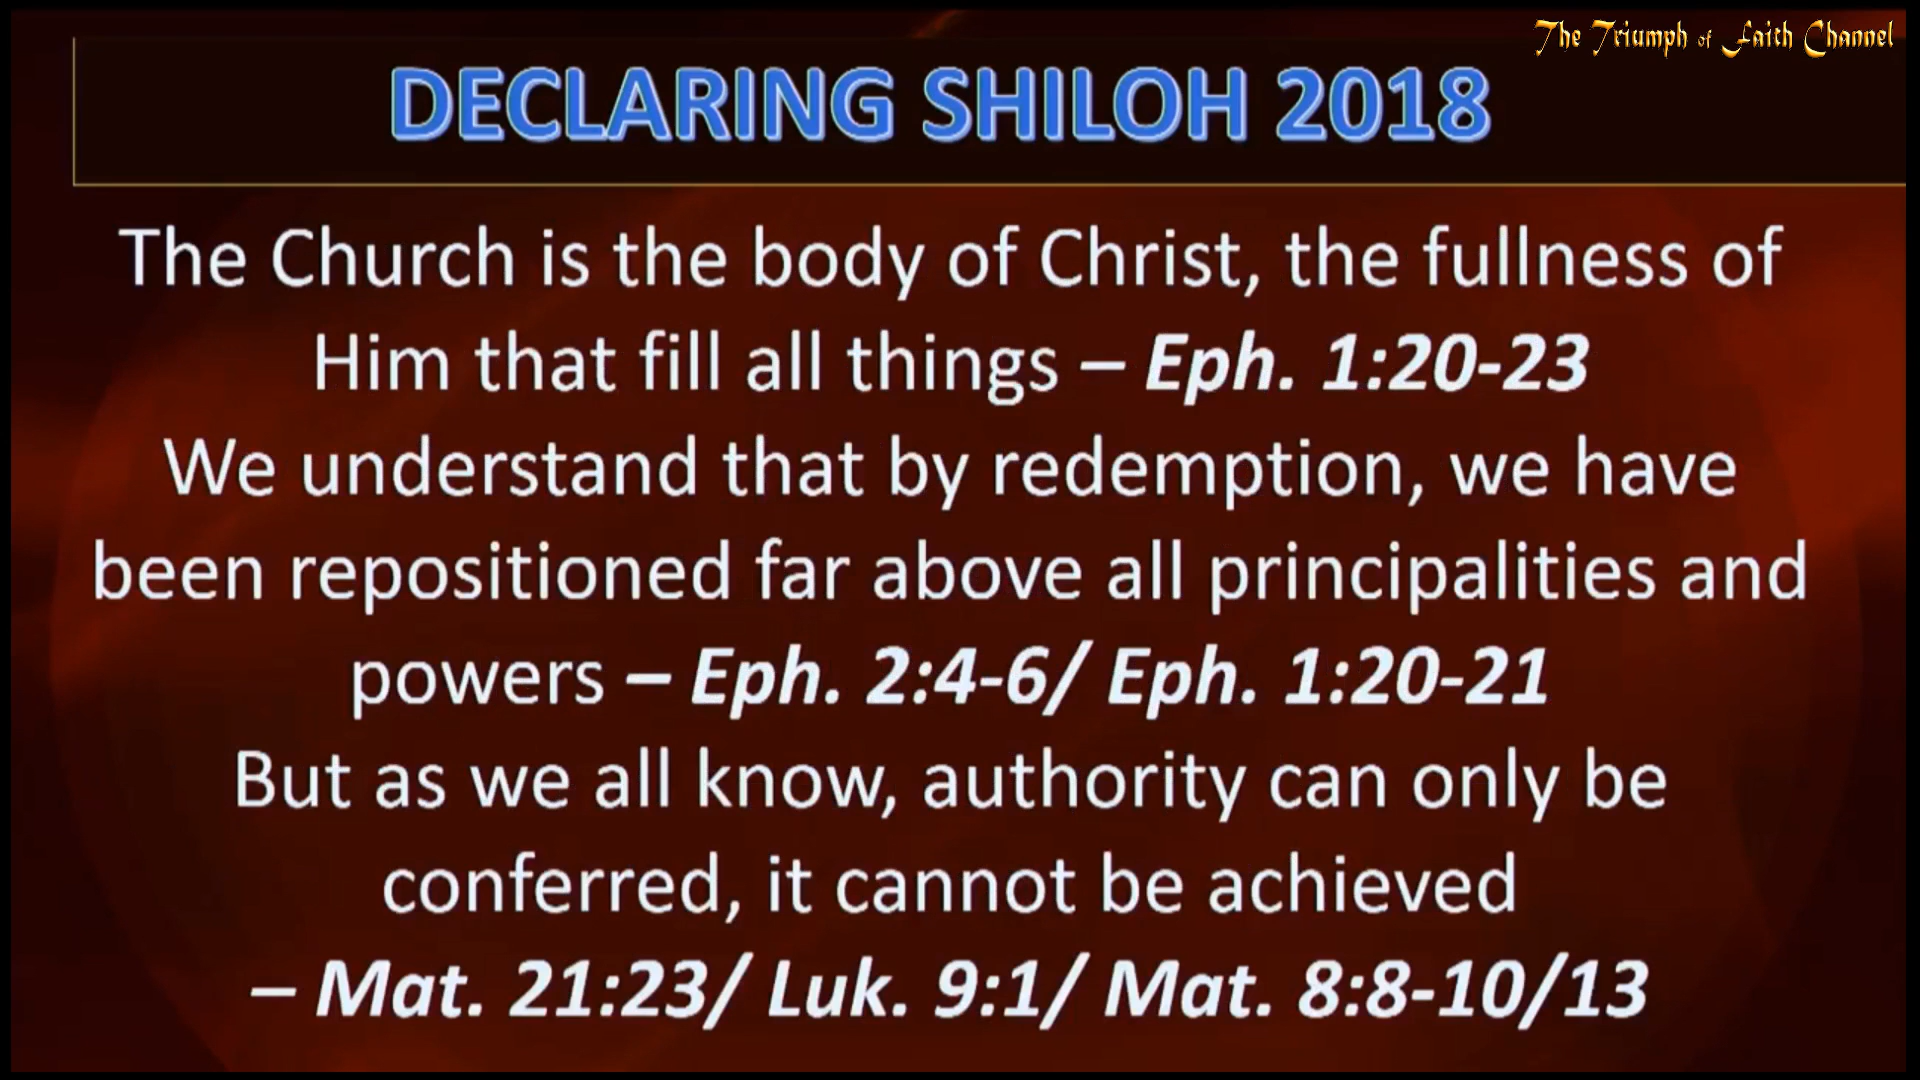 The Triumph of Faith Channel
DECLARING SHILOH 2018
The Church is the body of Christ, the fullness of
Him that fill all things – Eph. 1:20-23
We understand that by redemption, we have
been repositioned far above all principalities and
powers – Eph. 2:4-6/ Eph. 1:20-21
But as we all know, authority can only be
conferred, it cannot be achieved
– Mat. 21:23/ Luk. 9:1/ Mat. 8:8-10/13